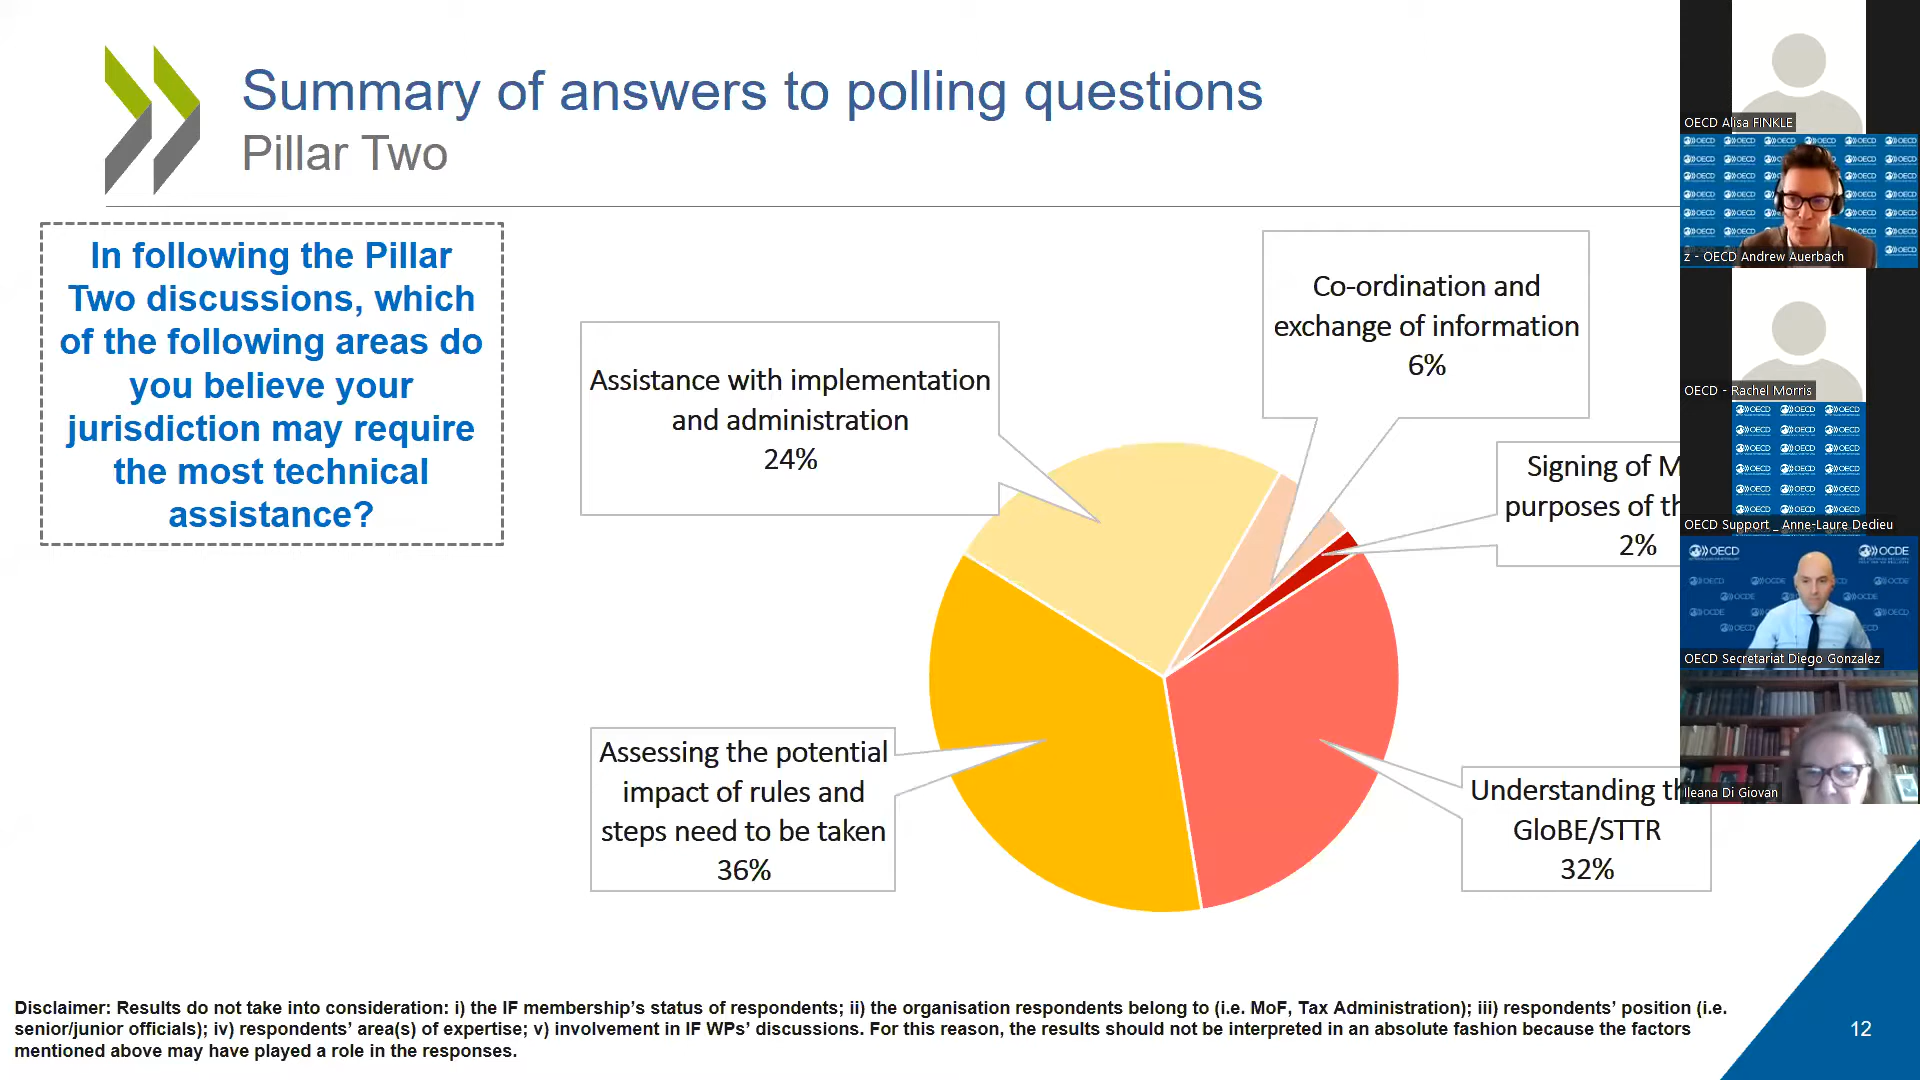 Summary of answers to polling questions
Pillar Two
In following the Pillar
Two discussions, which
of the following areas do
you believe your
jurisdiction may require
the most technical
assistance?
Co-ordination and
exchange of information
6%
Assistance with implementation
and administration
24%
Signing of
purposes of
2%
Assessing the potential
impact of rules and
steps need to be taken
36%
Understanding
GloBE/STTR
32%
Disclaimer: Results do not take into consideration: i) the IF membership’s status of respondents; ii) the organisation respondents belong to (i.e. MoF, Tax Administration); iii) respondents’ position (i.e.
senior/junior officials); iv) respondents’ area(s) of expertise; v) involvement in IF WPs’ discussions. For this reason, the results should not be interpreted in an absolute fashion because the factors
mentioned above may have played a role in the responses.
12
OECD Alisa FINKLE
z - OECD Andrew Auerbach
OECD - Rachel Morris
OECD Support _ Anne-Laure Dedieu
OECD
OCDE
OECD Secretariat Diego Gonzalez
Ileana Di Giovan